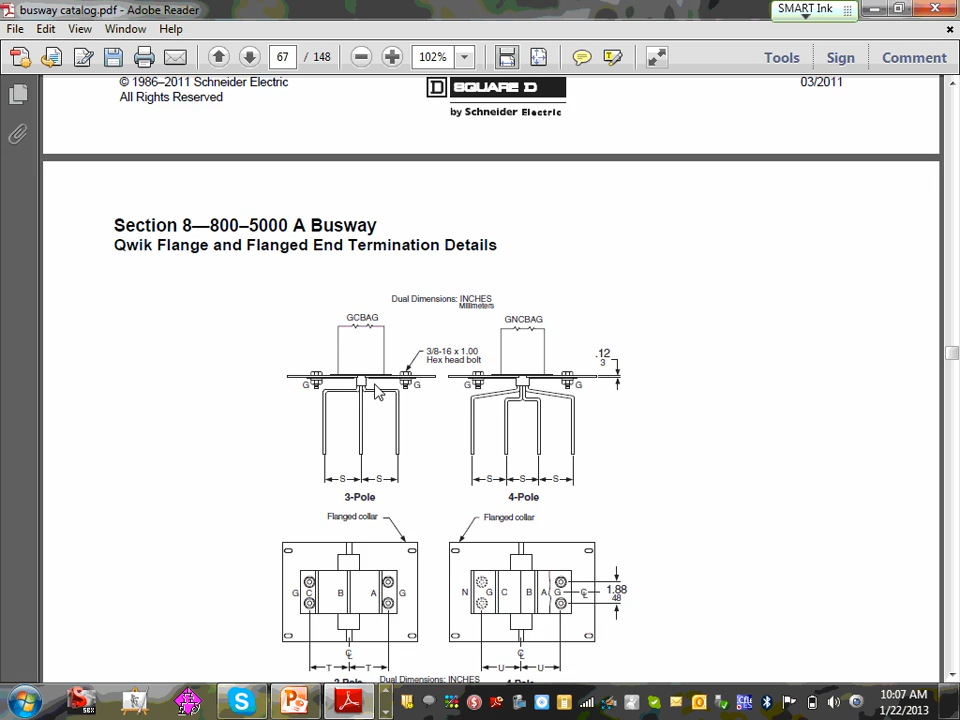 busway catalog.pdf - Adobe Reader
SMART Ink
File Edit View Window Help
67 / 148
102%
Tools Sign Comment
© 1986–2011 Schneider Electric
All Rights Reserved
D SQUARE D
by Schneider Electric
03/2011
Section 8—800–5000 A Busway
Qwik Flange and Flanged End Termination Details
Dual Dimensions: INCHES
Millimeters
GCBAG
GNCBAG
3/8-16 x 1.00
Hex head bolt
.12
3
G G G G
S S S S S
3-Pole
4-Pole
Flanged collar
Flanged collar
G C B A G
N G C B A G CL
1.88
48
CL CL
T T U U
Dual Dimensions: INCHES
10:07 AM
1/22/2013